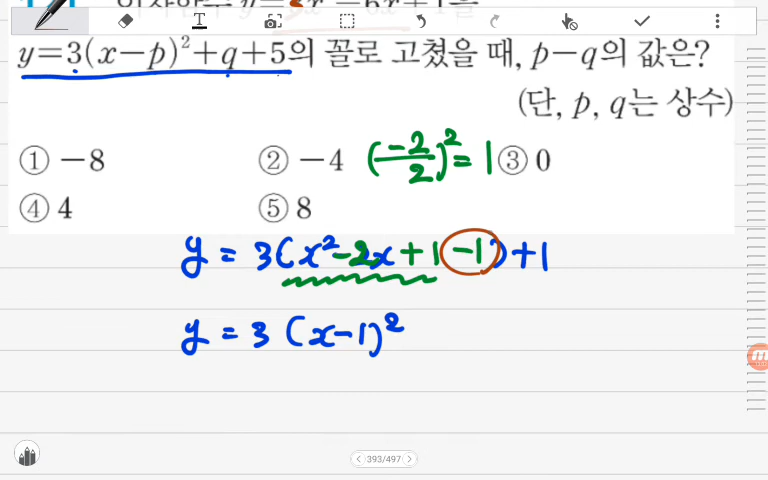 y=3(x-p)²+q+5의 꼴로 고쳤을 때, p-q의 값은?
(단, p, q는 상수)
① -8 ② -4 (-2/2)² = 1 ③ 0
④ 4 ⑤ 8
y = 3(x²-2x+1-1)+1
y = 3 (x-1)²
393/497